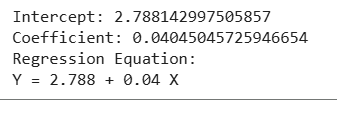 Intercept: 2.788142997505857
Coefficient: 0.04045045725946654
Regression Equation:
Y = 2.788 + 0.04 X